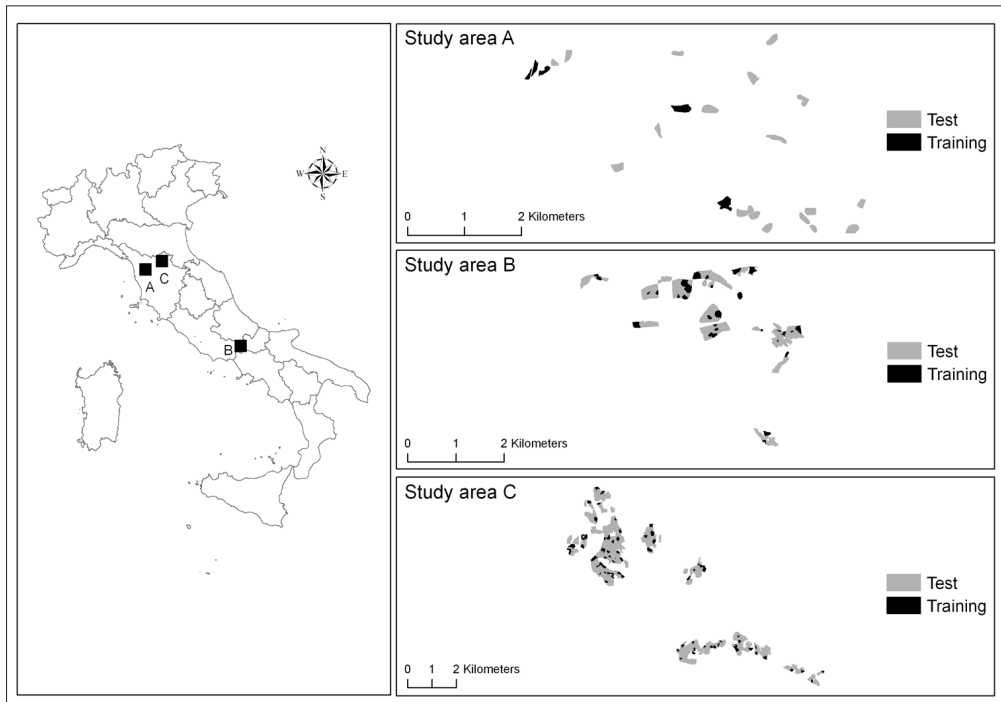 N
W E
S
A
C
B
Study area A
Test
Training
0 1 2 Kilometers
Study area B
Test
Training
0 1 2 Kilometers
Study area C
Test
Training
0 1 2 Kilometers